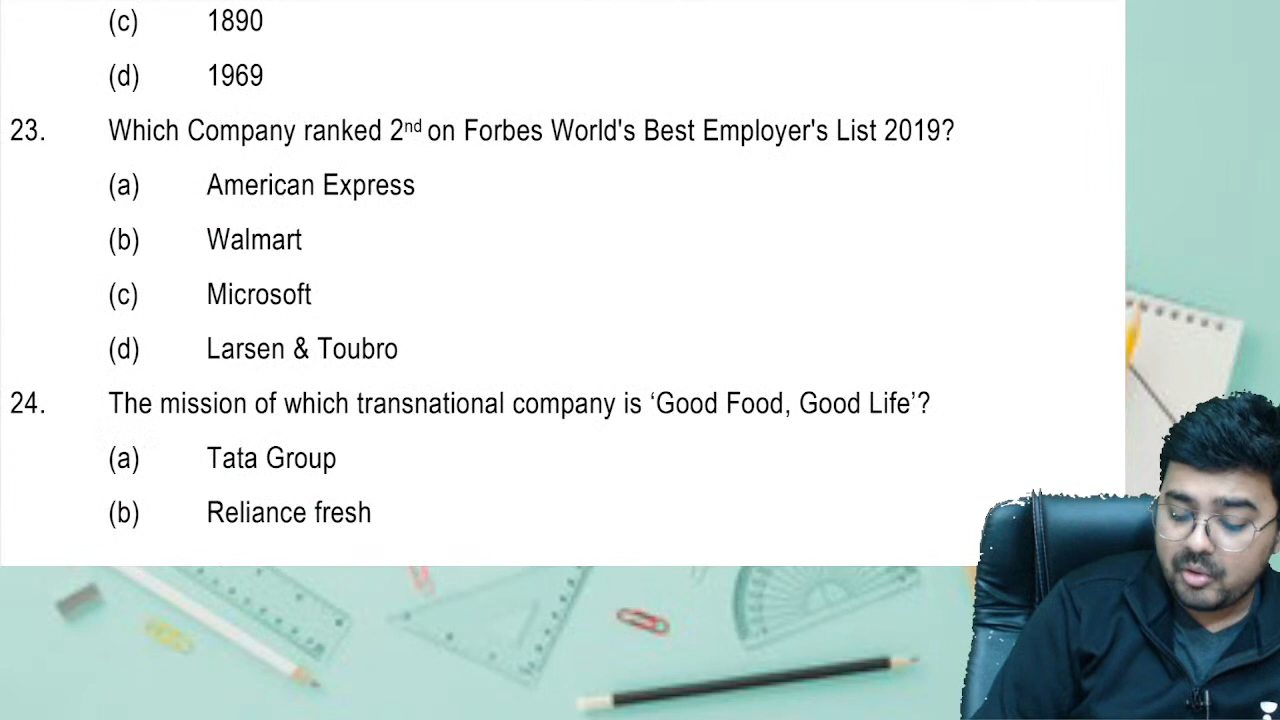 (c) 1890
(d) 1969
23. Which Company ranked 2nd on Forbes World's Best Employer's List 2019?
(a) American Express
(b) Walmart
(c) Microsoft
(d) Larsen & Toubro
24. The mission of which transnational company is ‘Good Food, Good Life’?
(a) Tata Group
(b) Reliance fresh